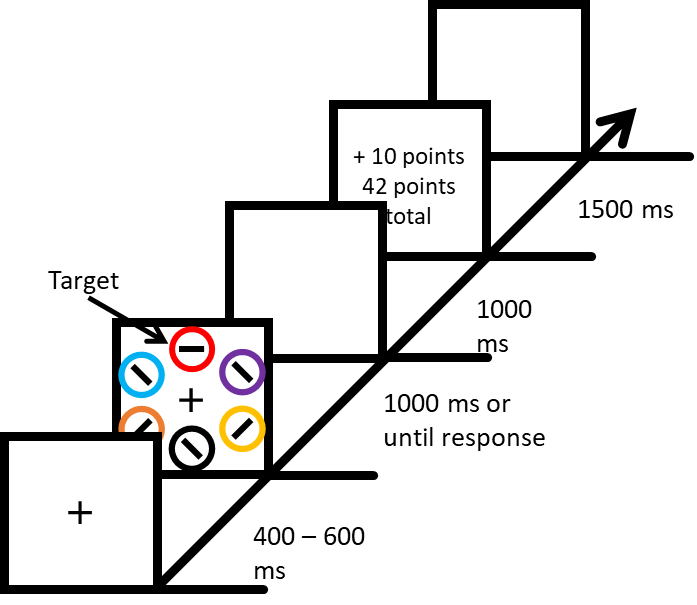 + 10 points
42 points
total
1500 ms
Target
1000
ms
1000 ms or
until response
400 – 600
ms